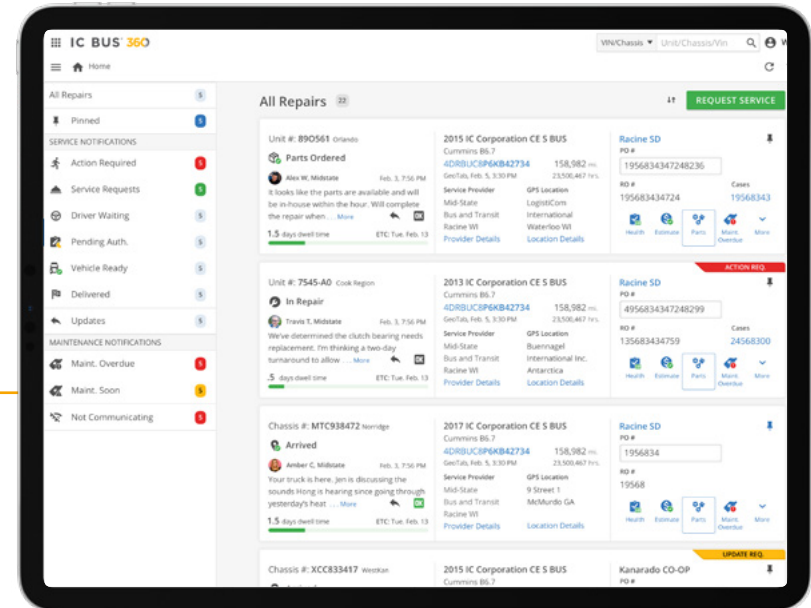 IC BUS 360
VIN/Chassis
Unit/Chassis/Vin
Home
All Repairs 5
Pinned 5
SERVICE NOTIFICATIONS
Action Required 5
Service Requests 5
Driver Waiting 5
Pending Auth. 5
Vehicle Ready 5
Delivered 5
Updates 5
MAINTENANCE NOTIFICATIONS
Maint. Overdue 5
Maint. Soon 5
Not Communicating 5
All Repairs 22
REQUEST SERVICE
Unit #: 890561 Orlando
Parts Ordered
Alex W, Midstate Feb. 3, 7:56 PM
It looks like the parts are available and will
be in-house within the hour. Will complete
the repair when ... More OK
1.5 days dwell time ETC: Tue. Feb. 13
2015 IC Corporation CE S BUS
Cummins B6.7
4DRBUC8P6KB42734 158,982 mi.
GeoTab, Feb. 5, 3:30 PM 23,500,467 hrs.
Service Provider GPS Location
Mid-State LogistiCom
Bus and Transit International
Racine WI Waterloo WI
Provider Details Location Details
Racine SD
PO #
1956834347248236
RO # Cases
195683434724 19568343
Health Estimate Parts Maint. Overdue More
ACTION REQ.
Unit #: 7545-A0 Cook Region
In Repair
Travis T, Midstate Feb. 3, 7:56 PM
We've determined the clutch bearing needs
replacement. I'm thinking a two-day
turnaround to allow ... More OK
.5 days dwell time ETC: Tue. Feb. 13
2013 IC Corporation CE S BUS
Cummins B6.7
4DRBUC8P6KB42734 158,982 mi.
GeoTab, Feb. 5, 3:30 PM 23,500,467 hrs.
Service Provider GPS Location
Mid-State Buennagel
Bus and Transit International Inc.
Racine WI Antarctica
Provider Details Location Details
Racine SD
PO #
4956834347248299
RO # Cases
135683434759 24568300
Health Estimate Parts Maint. Overdue More
Chassis #: MTC938472 Norridge
Arrived
Amber C, Midstate Feb. 3, 7:56 PM
Your truck is here. Jen is discussing the
sounds Hong is hearing since going through
yesterday's heat ... More OK
1.5 days dwell time ETC: Tue. Feb. 13
2017 IC Corporation CE S BUS
Cummins B6.7
4DRBUC8P6KB42734 158,982 mi.
GeoTab, Feb. 5, 3:30 PM 23,500,467 hrs.
Service Provider GPS Location
Mid-State 9 Street 1
Bus and Transit McMurdo GA
Racine WI
Provider Details Location Details
Racine SD
PO #
1956834
RO #
19568
Health Estimate Parts Maint. Overdue More
UPDATE REQ.
Chassis #: XCC833417 WestKan
2015 IC Corporation CE S BUS
Cummins B6.7
Kanarado CO-OP
PO #